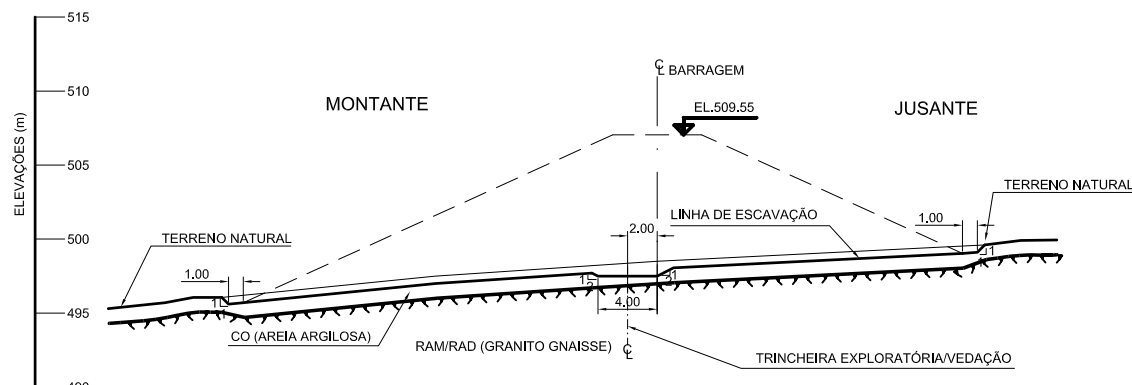 515
510
505
500
495
490
ELEVAÇÕES (m)
MONTANTE
℄ BARRAGEM
EL.509.55
JUSANTE
TERRENO NATURAL
1.00
LINHA DE ESCAVAÇÃO
2.00
TERRENO NATURAL
1.00
4.00
1
1
1
2
1
2
1
1
CO (AREIA ARGILOSA)
RAM/RAD (GRANITO GNAISSE)
℄
TRINCHEIRA EXPLORATÓRIA/VEDAÇÃO